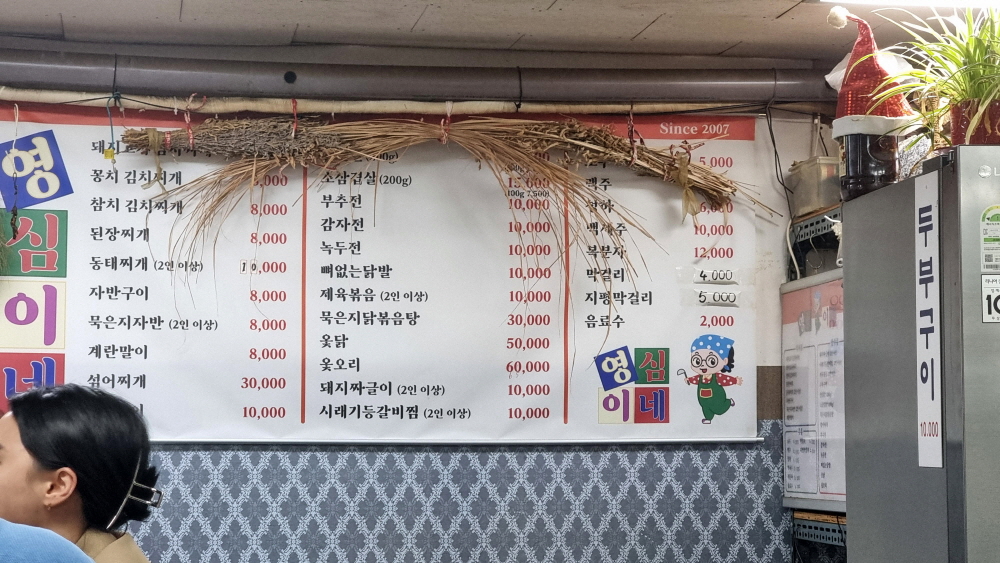 Since 2007
영
심
이
네
돼지
꽁치 김치찌개
참치 김치찌개 8,000
된장찌개 8,000
동태찌개 (2인 이상) 10,000
자반구이 8,000
묵은지자반 (2인 이상) 8,000
계란말이 8,000
섞어찌개 30,000
10,000
소삼겹살 (200g) 15,000
100g 7,500
부추전 10,000
감자전 10,000
녹두전 10,000
뼈없는닭발 10,000
제육볶음 (2인 이상) 10,000
묵은지닭볶음탕 30,000
옻닭 50,000
옻오리 60,000
돼지짜글이 (2인 이상) 10,000
시래기등갈비찜 (2인 이상) 10,000
5,000
맥주
백세주 10,000
복분자 12,000
막걸리 4,000
지평막걸리 5,000
음료수 2,000
영심
이네
두부구이
10.000